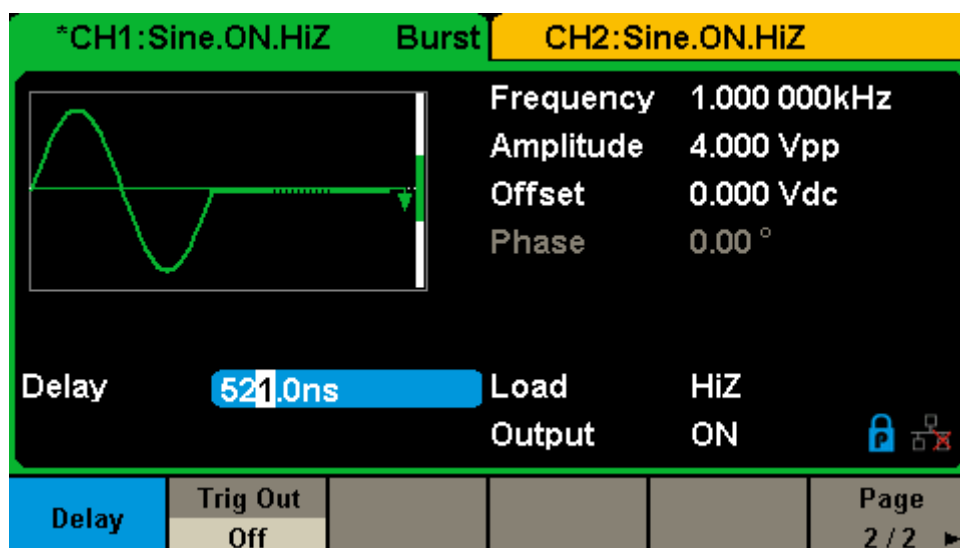 *CH1:Sine.ON.HiZ Burst CH2:Sine.ON.HiZ
Frequency 1.000 000kHz
Amplitude 4.000 Vpp
Offset 0.000 Vdc
Phase 0.00 °
Delay 521.0ns Load HiZ
Output ON
P
Delay Trig Out Page
Off 2 / 2 ►